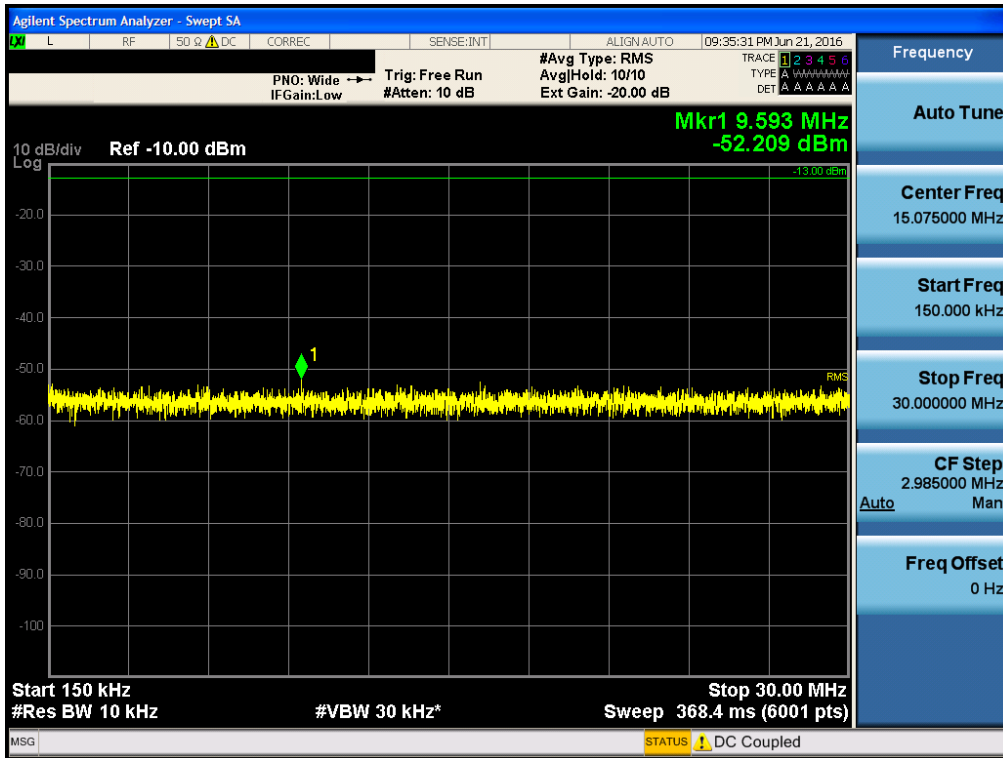 Agilent Spectrum Analyzer - Swept SA
LXI L RF 50 Ω DC CORREC SENSE:INT ALIGN AUTO 09:35:31 PM Jun 21, 2016
PNO: Wide
IFGain:Low
Trig: Free Run
#Atten: 10 dB
#Avg Type: RMS
Avg|Hold: 10/10
Ext Gain: -20.00 dB
TRACE 1 2 3 4 5 6
TYPE A WWWWWW
DET A A A A A A
Mkr1 9.593 MHz
-52.209 dBm
10 dB/div Ref -10.00 dBm
Log
-13.00 dBm
-20.0
-30.0
-40.0
-50.0
1
RMS
-60.0
-70.0
-80.0
-90.0
-100
Start 150 kHz Stop 30.00 MHz
#Res BW 10 kHz #VBW 30 kHz* Sweep 368.4 ms (6001 pts)
MSG STATUS DC Coupled
Frequency
Auto Tune
Center Freq
15.075000 MHz
Start Freq
150.000 kHz
Stop Freq
30.000000 MHz
CF Step
2.985000 MHz
Auto Man
Freq Offset
0 Hz